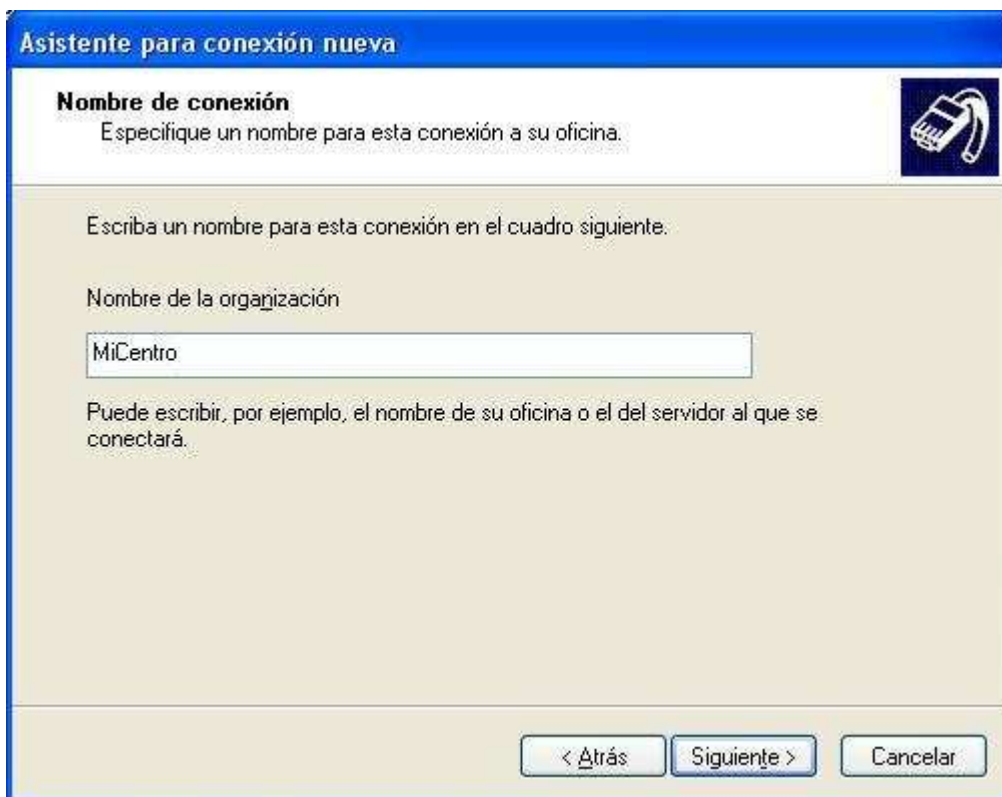 Asistente para conexión nueva
Nombre de conexión
Especifique un nombre para esta conexión a su oficina.
Escriba un nombre para esta conexión en el cuadro siguiente.
Nombre de la organización
MiCentro
Puede escribir, por ejemplo, el nombre de su oficina o el del servidor al que se
conectará.
< Atrás Siguiente > Cancelar